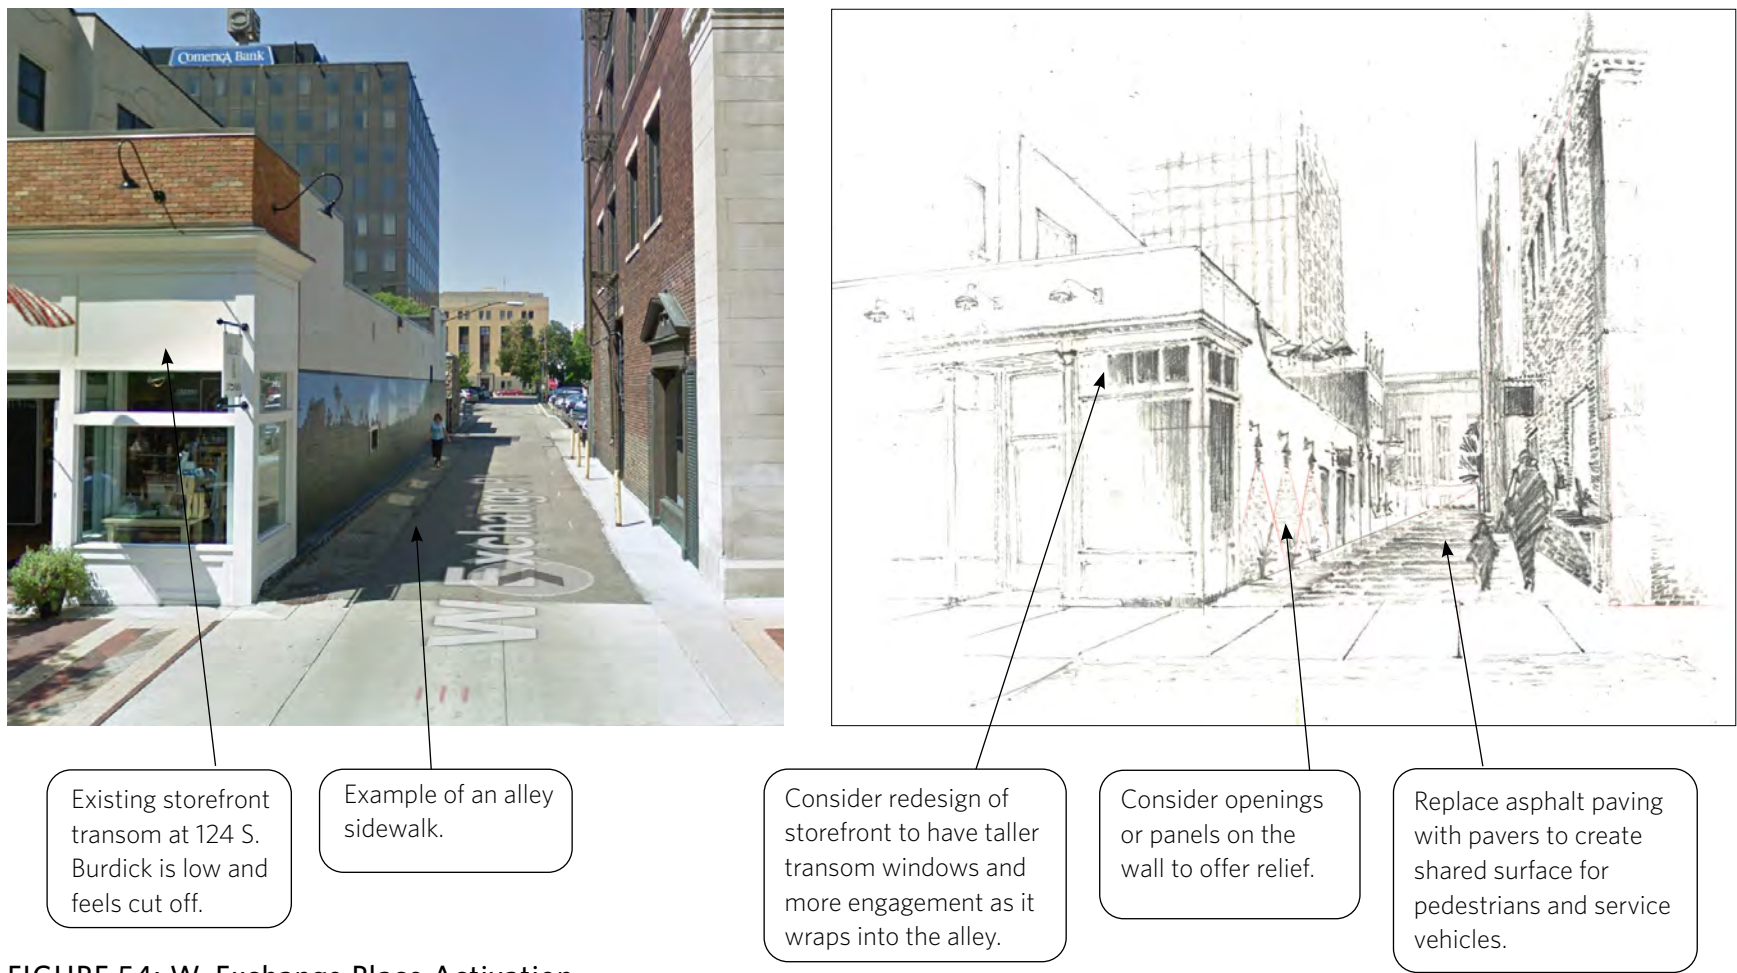 Comerica Bank
W Exchange Pl
Existing storefront
transom at 124 S.
Burdick is low and
feels cut off.
Example of an alley
sidewalk.
Consider redesign of
storefront to have taller
transom windows and
more engagement as it
wraps into the alley.
Consider openings
or panels on the
wall to offer relief.
Replace asphalt paving
with pavers to create
shared surface for
pedestrians and service
vehicles.
FIGURE 54: W. Exchange Place Activation